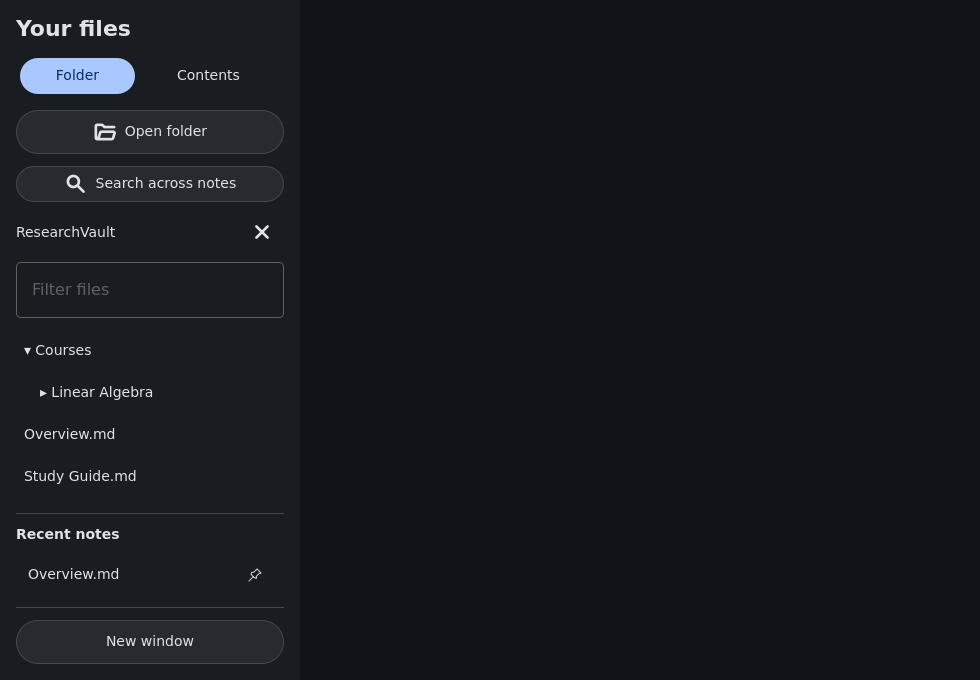 Your files
Folder
Contents
Open folder
Search across notes
ResearchVault
Filter files
▾ Courses
▸ Linear Algebra
Overview.md
Study Guide.md
Recent notes
Overview.md
New window